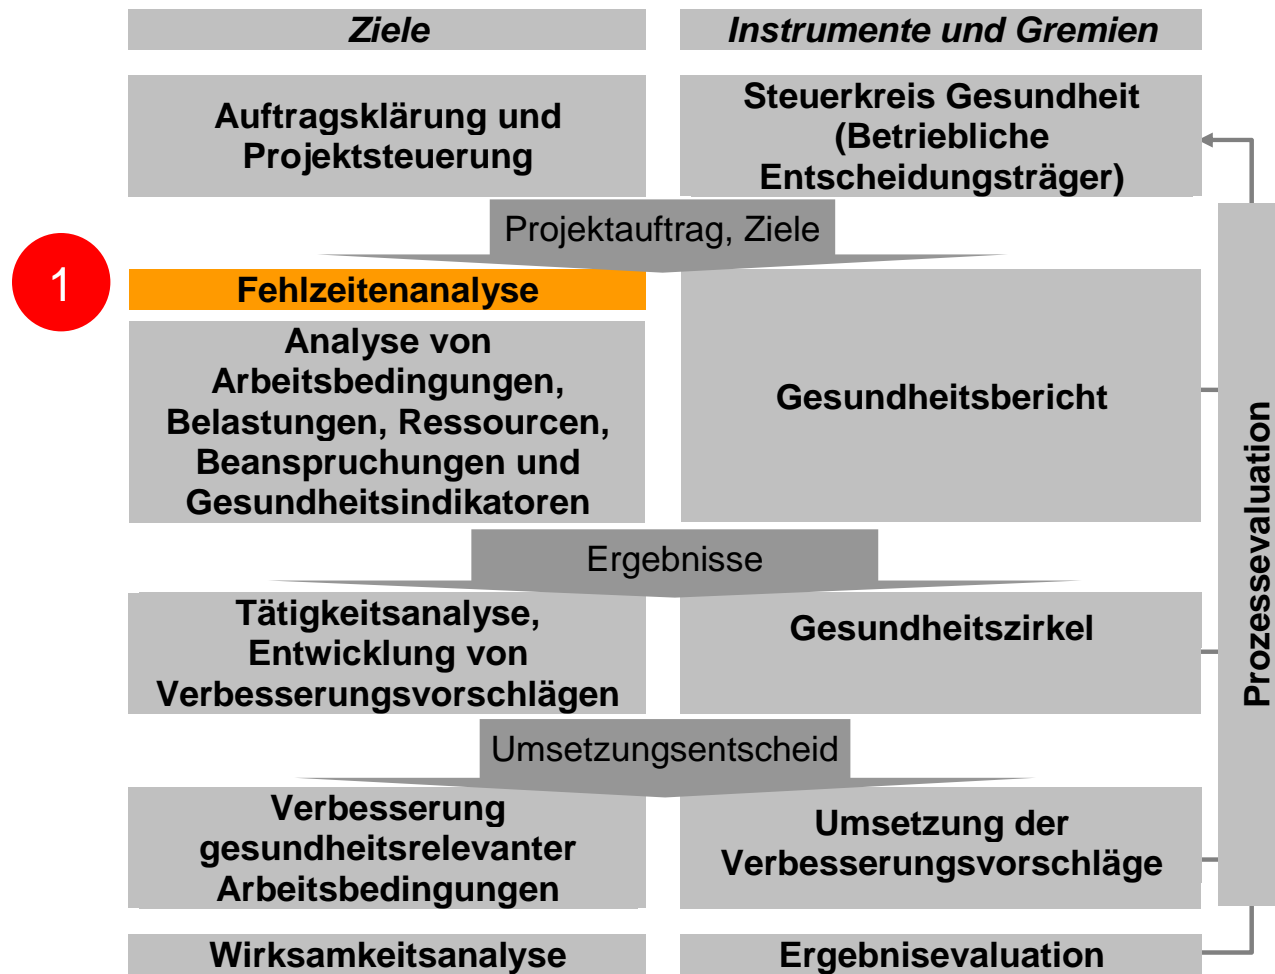 Ziele
Instrumente und Gremien
Auftragsklärung und
Projektsteuerung
Steuerkreis Gesundheit
(Betriebliche
Entscheidungsträger)
Projektauftrag, Ziele
1
Fehlzeitenanalyse
Analyse von
Arbeitsbedingungen,
Belastungen, Ressourcen,
Beanspruchungen und
Gesundheitsindikatoren
Gesundheitsbericht
Ergebnisse
Tätigkeitsanalyse,
Entwicklung von
Verbesserungsvorschlägen
Gesundheitszirkel
Umsetzungsentscheid
Verbesserung
gesundheitsrelevanter
Arbeitsbedingungen
Umsetzung der
Verbesserungsvorschläge
Wirksamkeitsanalyse
Ergebnisevaluation
Prozessevaluation